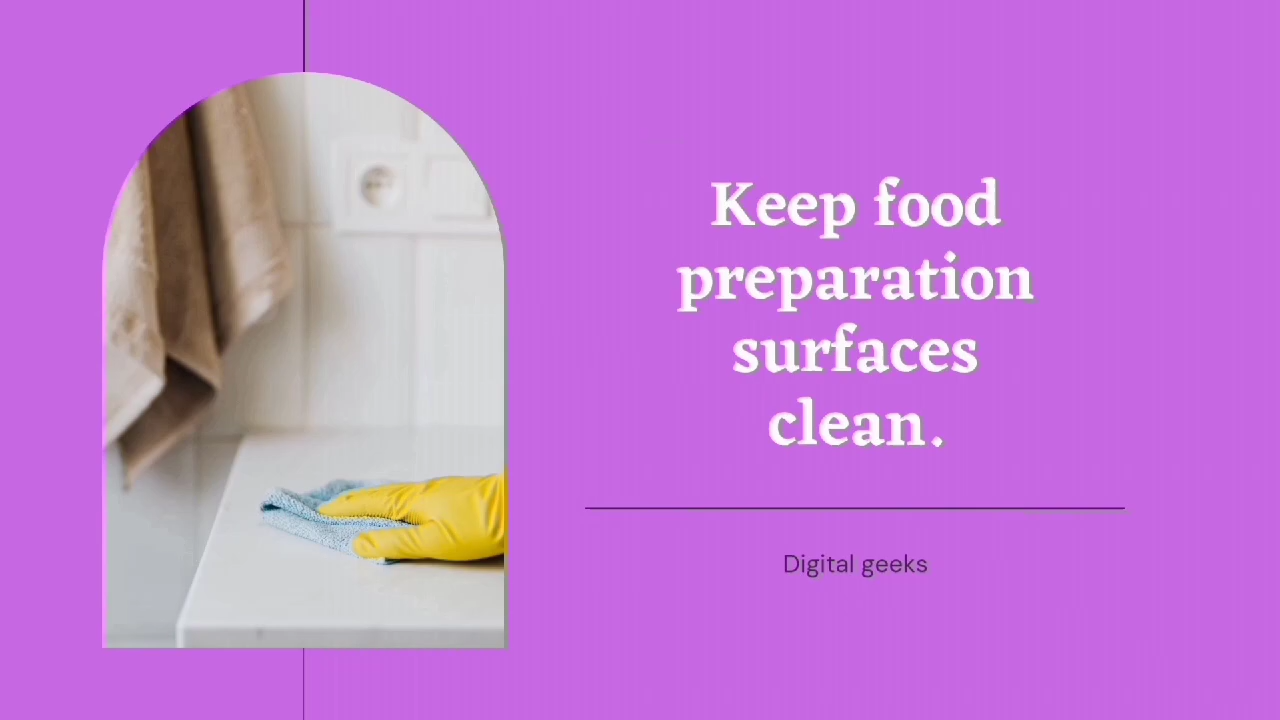 Keep food
preparation
surfaces
clean.
Digital geeks